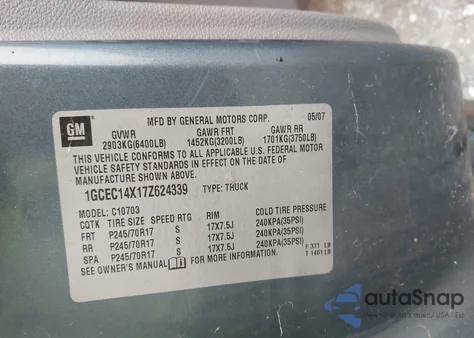 GM
MFD BY GENERAL MOTORS CORP. 05/07
GVWR GAWR FRT GAWR RR
2903KG(6400LB) 1452KG(3200LB) 1701KG(3750LB)
THIS VEHICLE CONFORMS TO ALL APPLICABLE U.S.
FEDERAL MOTOR
VEHICLE SAFETY STANDARDS IN EFFECT ON THE DATE OF
MANUFACTURE SHOWN ABOVE.
1GCEC14X17Z624339 TYPE: TRUCK
MODEL: C10703
CQTK TIRE SIZE SPEED RTG RIM COLD TIRE PRESSURE
FRT P245/70R17 S 17X7.5J 240KPA(35PSI)
RR P245/70R17 S 17X7.5J 240KPA(35PSI)
SPA P245/70R17 S 17X7.5J 240KPA(35PSI)
SEE OWNER'S MANUAL FOR MORE INFORMATION.
F 371 LB
T 1461 LB
autoSnap